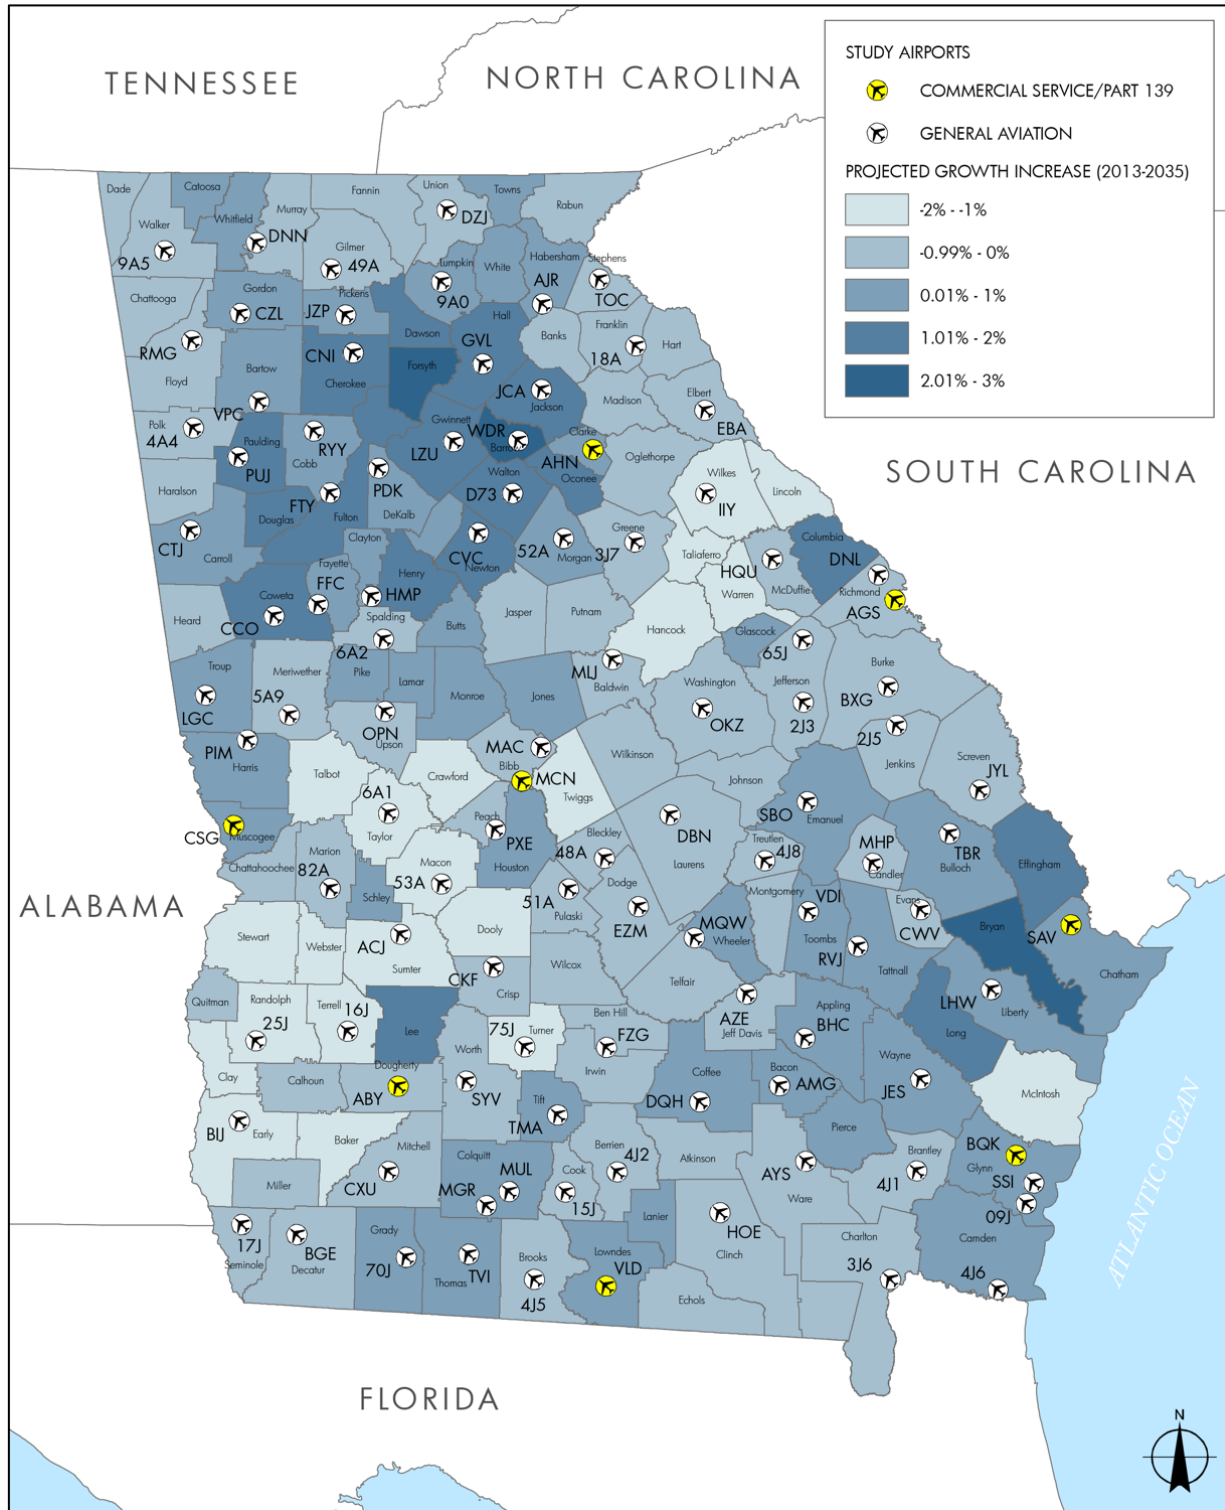 TENNESSEE
NORTH CAROLINA
STUDY AIRPORTS
COMMERCIAL SERVICE/PART 139
GENERAL AVIATION
PROJECTED GROWTH INCREASE (2013-2035)
-2% - -1%
-0.99% - 0%
0.01% - 1%
1.01% - 2%
2.01% - 3%
SOUTH CAROLINA
ALABAMA
FLORIDA
ATLANTIC OCEAN
N
Dade
Catoosa
Walker
Whitfield
Murray
Fannin
Union
Towns
Rabun
DZJ
DNN
9A5
Gilmer
49A
Lumpkin
9A0
White
Habersham
AJR
Stephens
TOC
Chattooga
Gordon
CZL
Pickens
JZP
Dawson
Hall
GVL
Banks
Franklin
18A
Hart
RMG
Floyd
Bartow
VPC
CNI
Cherokee
Forsyth
JCA
Jackson
Madison
Elbert
EBA
Polk
4A4
Paulding
PUJ
RYY
Cobb
Gwinnett
LZU
WDR
Barrow
Clarke
AHN
Oconee
Oglethorpe
Wilkes
IIY
Lincoln
Haralson
CTJ
Carroll
Douglas
FTY
Fulton
PDK
DeKalb
Walton
D73
CVC
Newton
52A
Morgan
Greene
3J7
Taliaferro
HQU
McDuffie
Warren
Columbia
DNL
Richmond
AGS
Clayton
Fayette
FFC
Henry
HMP
Coweta
CCO
Heard
Spalding
6A2
Butts
Jasper
Putnam
Hancock
Glascock
65J
Jefferson
2J3
Burke
BXG
Troup
LGC
Meriwether
5A9
Pike
Lamar
Monroe
Jones
MLJ
Baldwin
Washington
OKZ
2J5
Jenkins
Screven
JYL
PIM
Harris
OPN
Upson
MAC
Bibb
MCN
Twiggs
Wilkinson
Johnson
Talbot
Crawford
6A1
Taylor
Peach
PXE
Houston
Bleckley
48A
DBN
Laurens
SBO
Emanuel
Treutlen
4J8
MHP
Candler
TBR
Bulloch
Effingham
CSG
Muscogee
Chattahoochee
Marion
82A
Schley
Macon
53A
51A
Pulaski
Dodge
EZM
Montgomery
MQW
Wheeler
VDI
Toombs
RVJ
Tattnall
Evans
CWV
Bryan
SAV
Chatham
Stewart
Webster
ACJ
Sumter
Dooly
CKF
Crisp
Wilcox
Telfair
LHW
Liberty
Long
Quitman
Randolph
25J
Terrell
16J
Lee
75J
Turner
Ben Hill
FZG
Irwin
AZE
Jeff Davis
Appling
BHC
Wayne
JES
McIntosh
Clay
Calhoun
Dougherty
ABY
Worth
SYV
Tift
TMA
Coffee
DQH
Bacon
AMG
Pierce
BIJ
Early
Baker
Mitchell
CXU
Colquitt
MUL
MGR
Cook
15J
Berrien
4J2
Atkinson
AYS
Ware
Brantley
4J1
BQK
Glynn
SSI
09J
Miller
17J
Seminole
BGE
Decatur
Grady
70J
Thomas
TVI
Brooks
4J5
Lowndes
VLD
Lanier
HOE
Clinch
Echols
Charlton
3J6
Camden
4J6